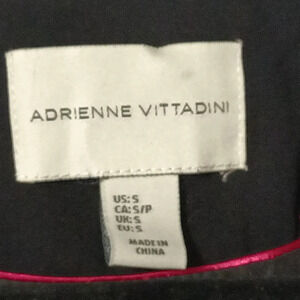 ADRIENNE VITTADINI
US: S
CA: S/P
UK: S
EU: S
MADE IN
CHINA